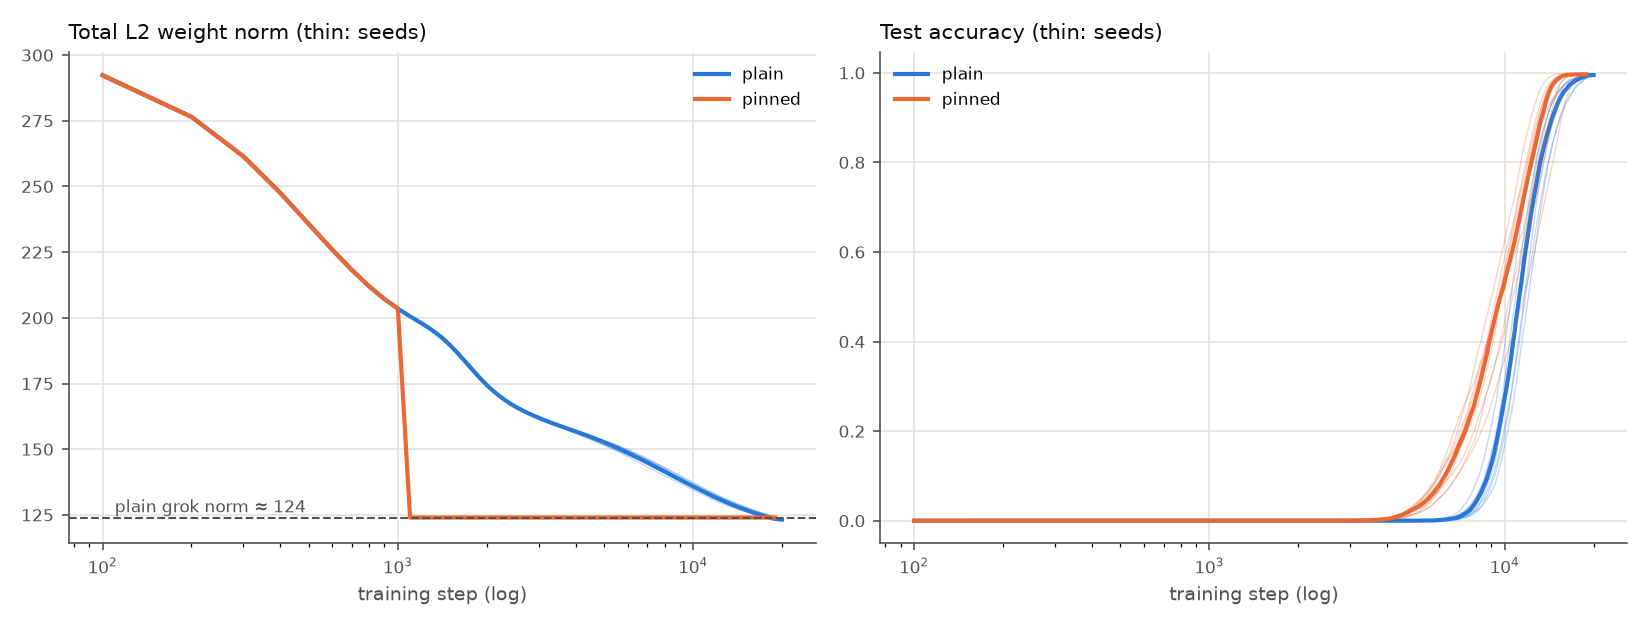 Total L2 weight norm (thin: seeds)
300
275
250
225
200
175
150
125
plain
pinned
plain grok norm ≈ 124
10²
10³
10⁴
training step (log)
Test accuracy (thin: seeds)
1.0
0.8
0.6
0.4
0.2
0.0
plain
pinned
10²
10³
10⁴
training step (log)